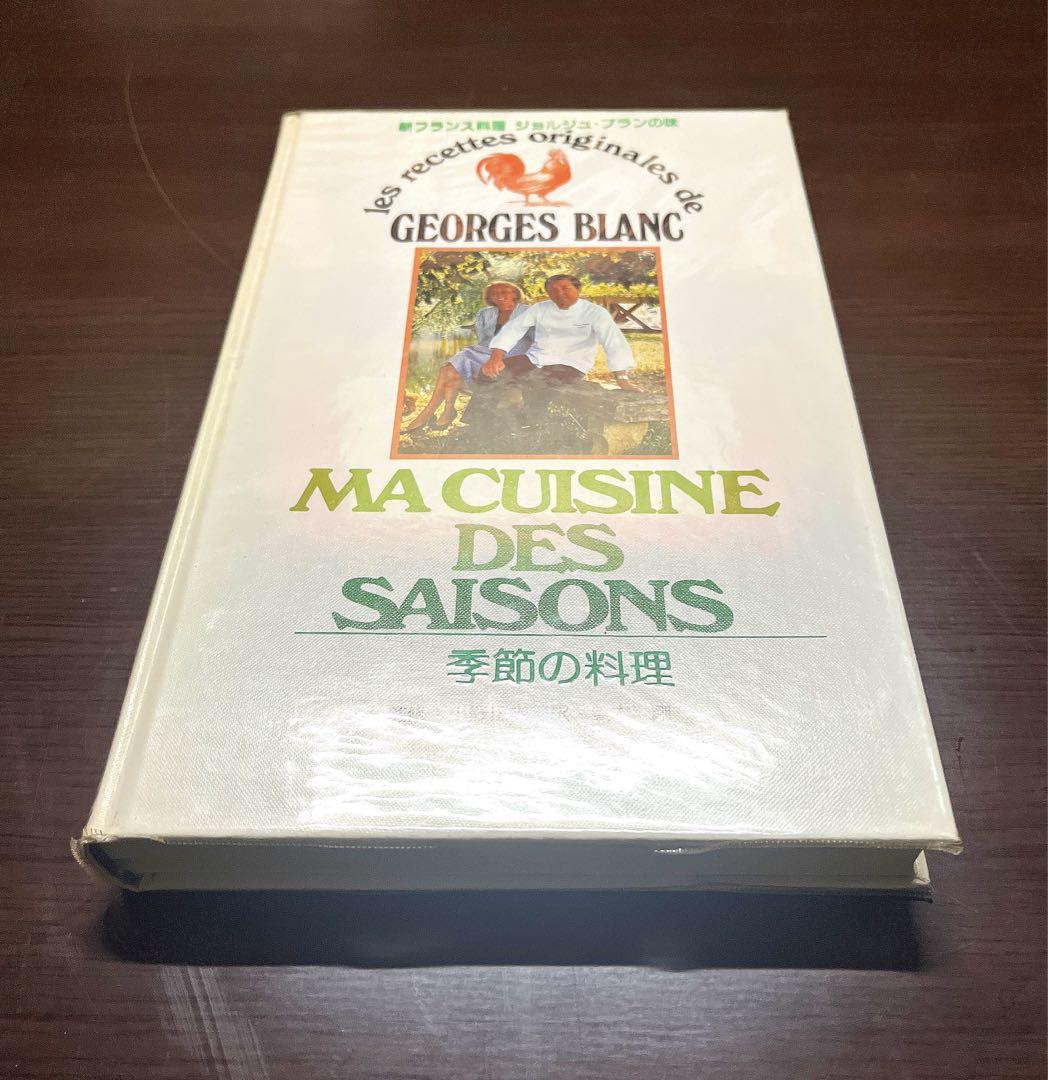 新フランス料理 ジョルジュ・ブランの味
les recettes originales de
GEORGES BLANC
MA CUISINE
DES
SAISONS
季節の料理